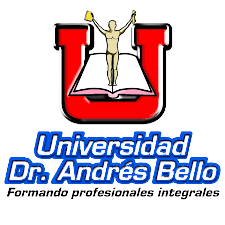 Universidad
Dr. Andrés Bello
Formando profesionales integrales